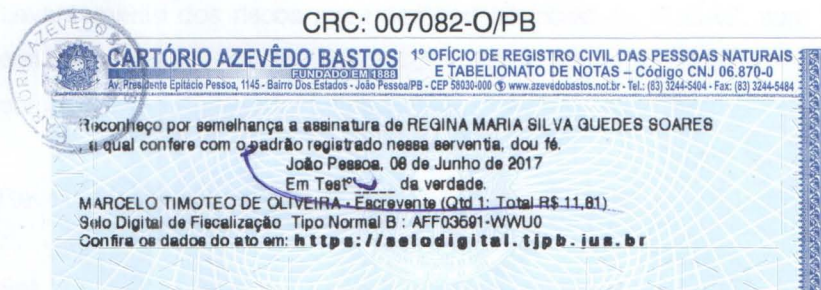 CRC: 007082-O/PB
CARTÓRIO AZEVÊDO BASTOS
FUNDADO EM 1888
1º OFÍCIO DE REGISTRO CIVIL DAS PESSOAS NATURAIS
E TABELIONATO DE NOTAS – Código CNJ 06.870-0
Av. Presidente Epitácio Pessoa, 1145 - Bairro Dos Estados - João Pessoa/PB - CEP 58030-000 www.azevedobastos.not.br - Tel.: (83) 3244-5404 - Fax: (83) 3244-5484
Reconheço por semelhança a assinatura de REGINA MARIA SILVA GUEDES SOARES
a qual confere com o padrão registrado nessa serventia, dou fé.
João Pessoa, 08 de Junho de 2017
Em Testº_____ da verdade.
MARCELO TIMOTEO DE OLIVEIRA - Escrevente (Qtd 1: Total R$ 11,81)
Selo Digital de Fiscalização Tipo Normal B : AFF03591-WWU0
Confira os dados do ato em: https://selodigital.tjpb.jus.br